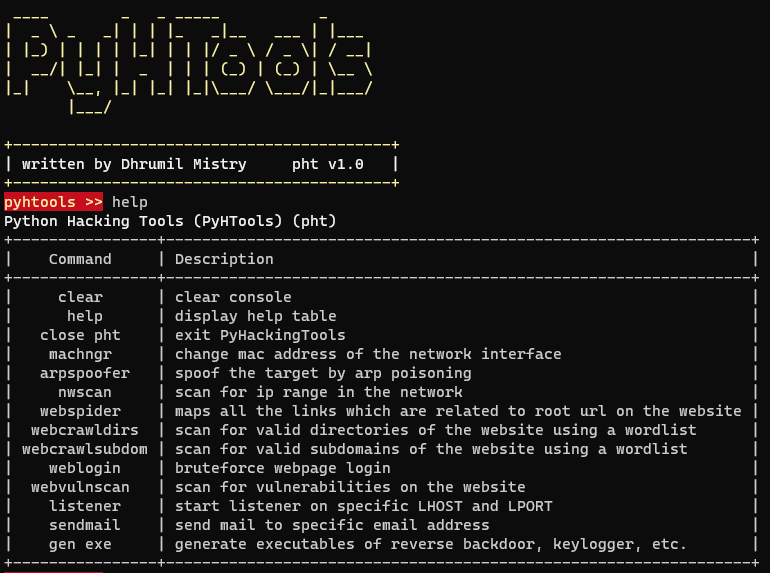 PyHTools
| written by Dhrumil Mistry     pht v1.0   |
pyhtools >> help
Python Hacking Tools (PyHTools) (pht)
| Command | Description |
| clear | clear console |
| help | display help table |
| close pht | exit PyHackingTools |
| machngr | change mac address of the network interface |
| arpspoofer | spoof the target by arp poisoning |
| nwscan | scan for ip range in the network |
| webspider | maps all the links which are related to root url on the website |
| webcrawldirs | scan for valid directories of the website using a wordlist |
| webcrawlsubdom | scan for valid subdomains of the website using a wordlist |
| weblogin | bruteforce webpage login |
| webvulnscan | scan for vulnerabilities on the website |
| listener | start listener on specific LHOST and LPORT |
| sendmail | send mail to specific email address |
| gen exe | generate executables of reverse backdoor, keylogger, etc. |